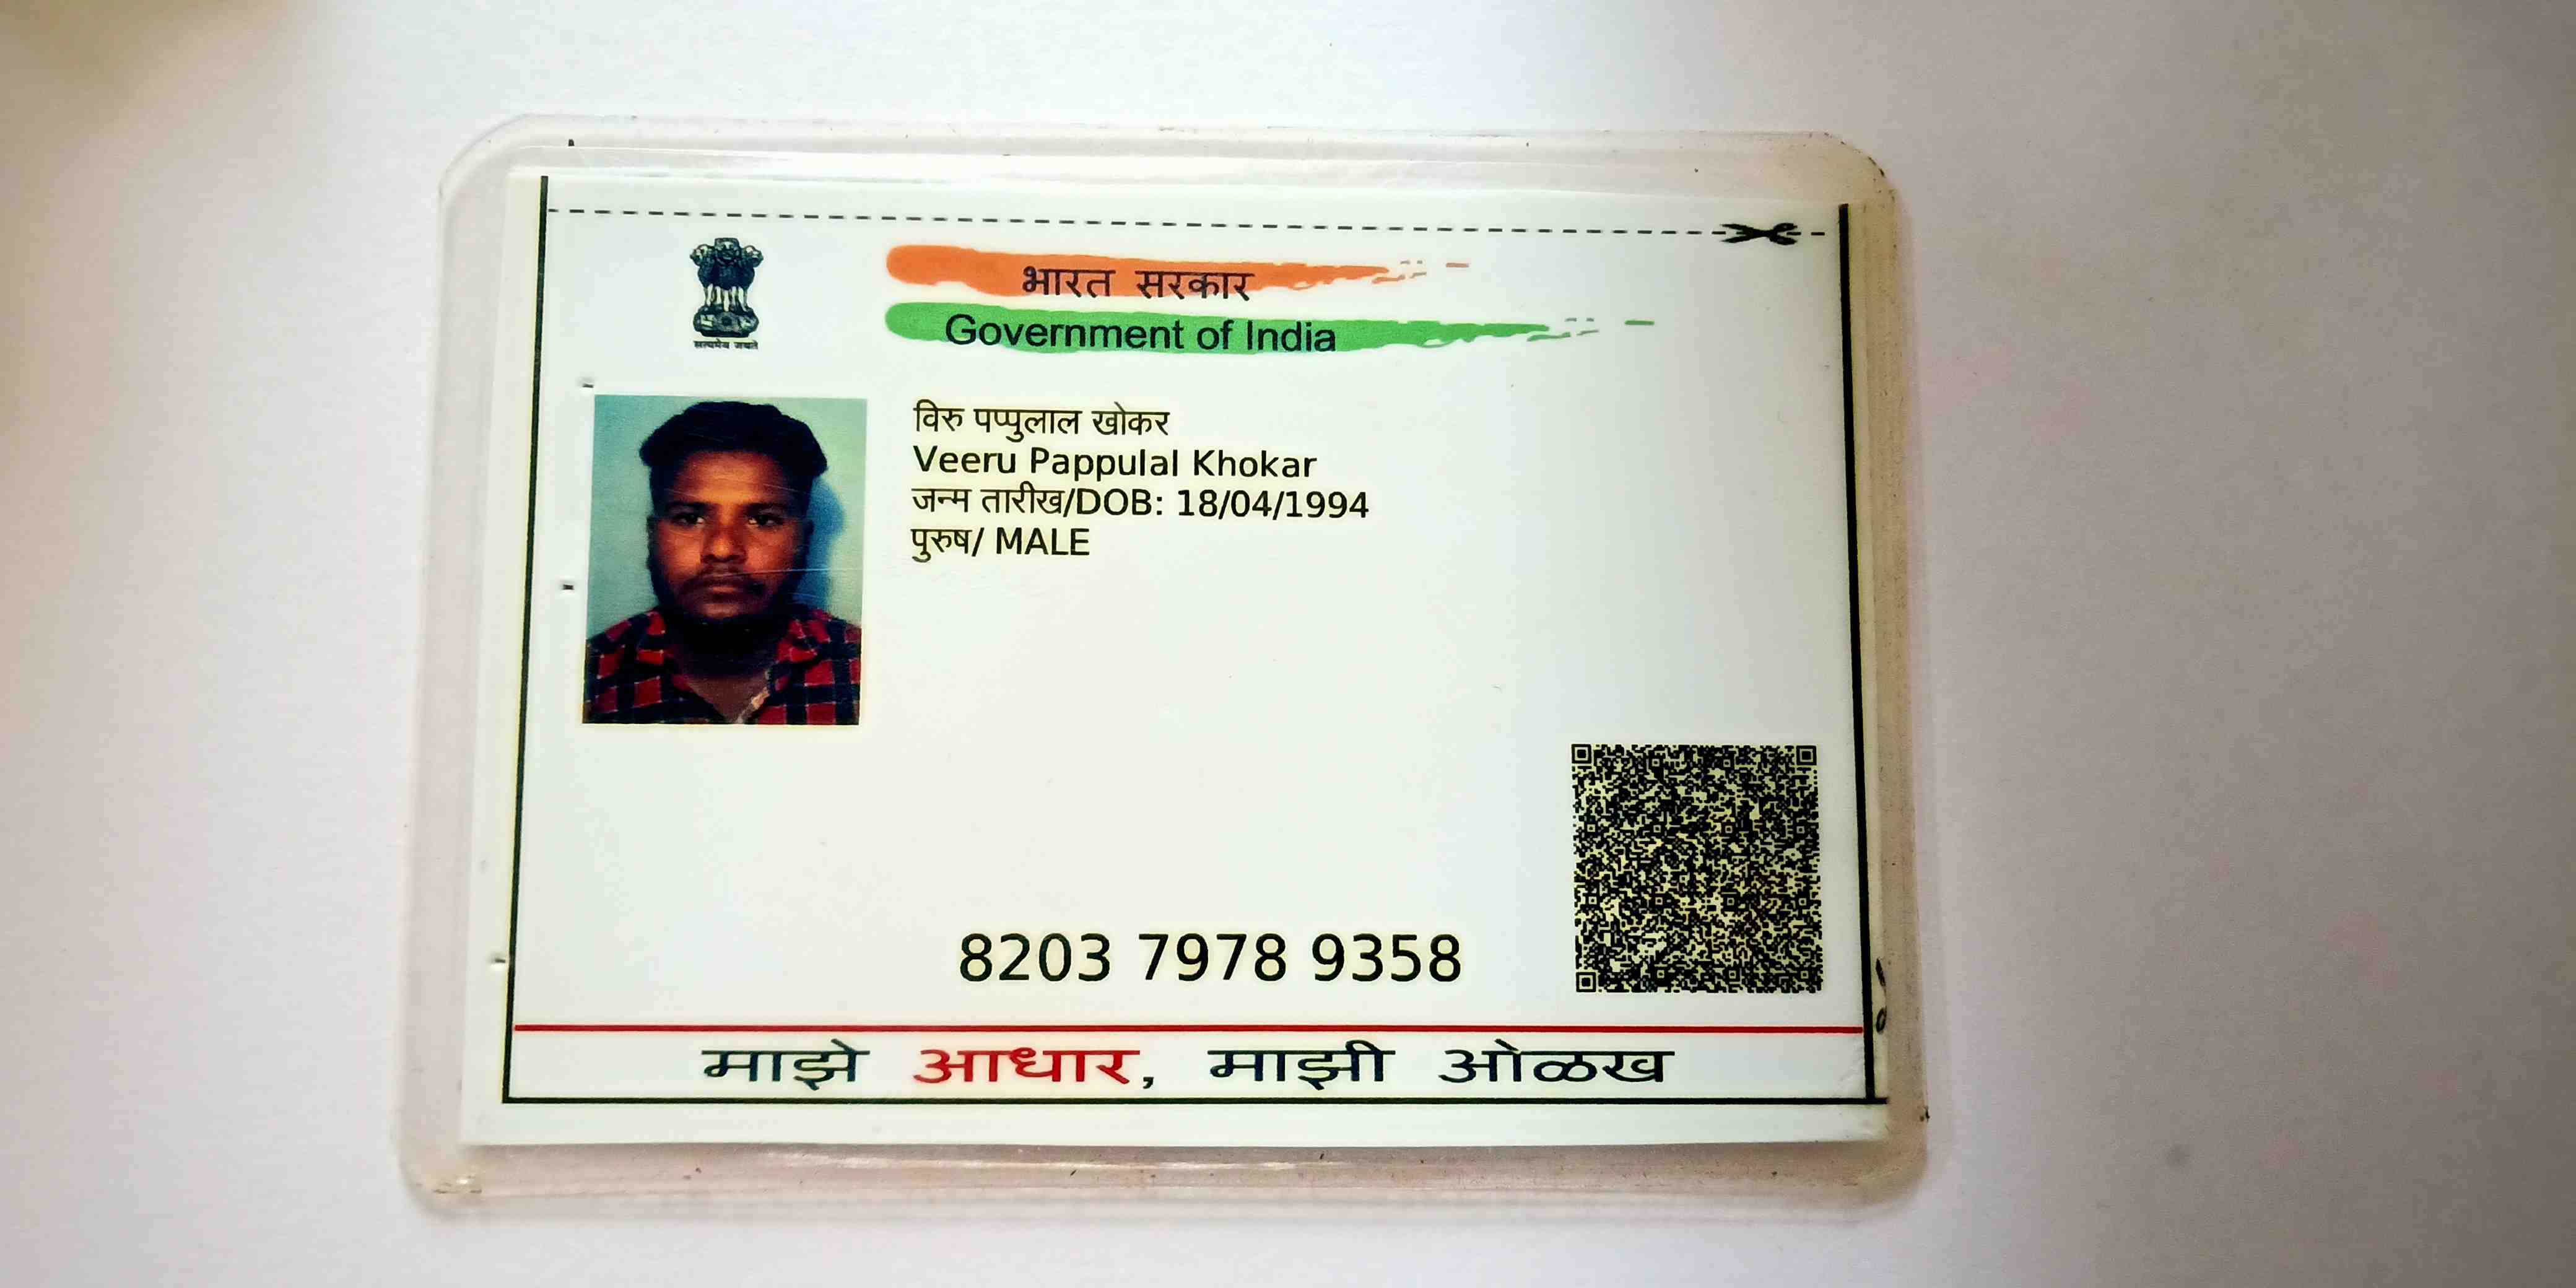 सत्यमेव जयते
भारत सरकार
Government of India
विरु पप्पुलाल खोकर
Veeru Pappulal Khokar
जन्म तारीख/DOB: 18/04/1994
पुरुष/ MALE
8203 7978 9358
माझे आधार, माझी ओळख